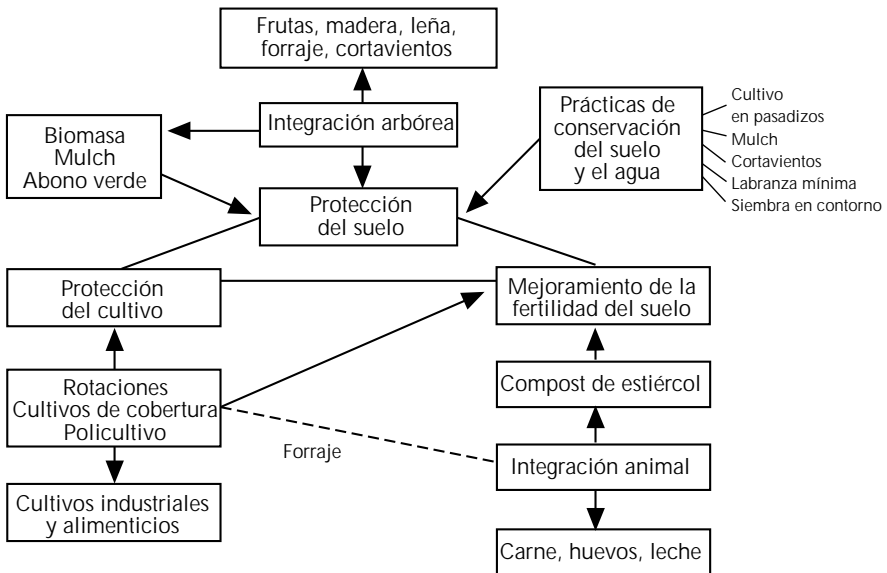 Frutas, madera, leña,
forraje, cortavientos
Integración arbórea
Biomasa
Mulch
Abono verde
Prácticas de
conservación
del suelo
y el agua
Cultivo
en pasadizos
Mulch
Cortavientos
Labranza mínima
Siembra en contorno
Protección
del suelo
Protección
del cultivo
Mejoramiento de la
fertilidad del suelo
Rotaciones
Cultivos de cobertura
Policultivo
Compost de estiércol
Forraje
Integración animal
Cultivos industriales
y alimenticios
Carne, huevos, leche